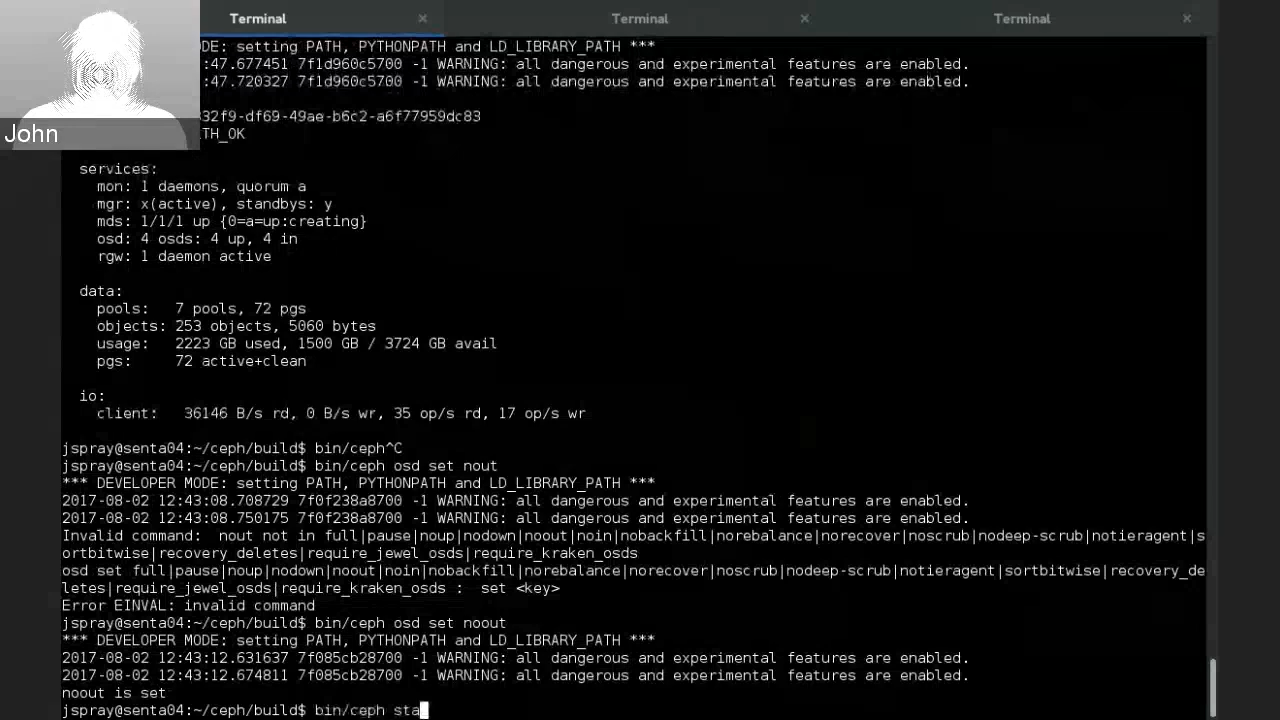 Terminal × Terminal × Terminal ×
DE: setting PATH, PYTHONPATH and LD_LIBRARY_PATH ***
:47.677451 7f1d960c5700 -1 WARNING: all dangerous and experimental features are enabled.
:47.720327 7f1d960c5700 -1 WARNING: all dangerous and experimental features are enabled.
32f9-df69-49ae-b6c2-a6f77959dc83
John
TH_OK
services:
mon: 1 daemons, quorum a
mgr: x(active), standbys: y
mds: 1/1/1 up {0=a=up:creating}
osd: 4 osds: 4 up, 4 in
rgw: 1 daemon active
data:
pools: 7 pools, 72 pgs
objects: 253 objects, 5060 bytes
usage: 2223 GB used, 1500 GB / 3724 GB avail
pgs: 72 active+clean
io:
client: 36146 B/s rd, 0 B/s wr, 35 op/s rd, 17 op/s wr
jspray@senta04:~/ceph/build$ bin/ceph^C
jspray@senta04:~/ceph/build$ bin/ceph osd set nout
*** DEVELOPER MODE: setting PATH, PYTHONPATH and LD_LIBRARY_PATH ***
2017-08-02 12:43:08.708729 7f0f238a8700 -1 WARNING: all dangerous and experimental features are enabled.
2017-08-02 12:43:08.750175 7f0f238a8700 -1 WARNING: all dangerous and experimental features are enabled.
Invalid command:  nout not in full|pause|noup|nodown|noout|noin|nobackfill|norebalance|norecover|noscrub|nodeep-scrub|notieragent|s
ortbitwise|recovery_deletes|require_jewel_osds|require_kraken_osds
osd set full|pause|noup|nodown|noout|noin|nobackfill|norebalance|norecover|noscrub|nodeep-scrub|notieragent|sortbitwise|recovery_de
letes|require_jewel_osds|require_kraken_osds :  set <key>
Error EINVAL: invalid command
jspray@senta04:~/ceph/build$ bin/ceph osd set noout
*** DEVELOPER MODE: setting PATH, PYTHONPATH and LD_LIBRARY_PATH ***
2017-08-02 12:43:12.631637 7f085cb28700 -1 WARNING: all dangerous and experimental features are enabled.
2017-08-02 12:43:12.674811 7f085cb28700 -1 WARNING: all dangerous and experimental features are enabled.
noout is set
jspray@senta04:~/ceph/build$ bin/ceph sta